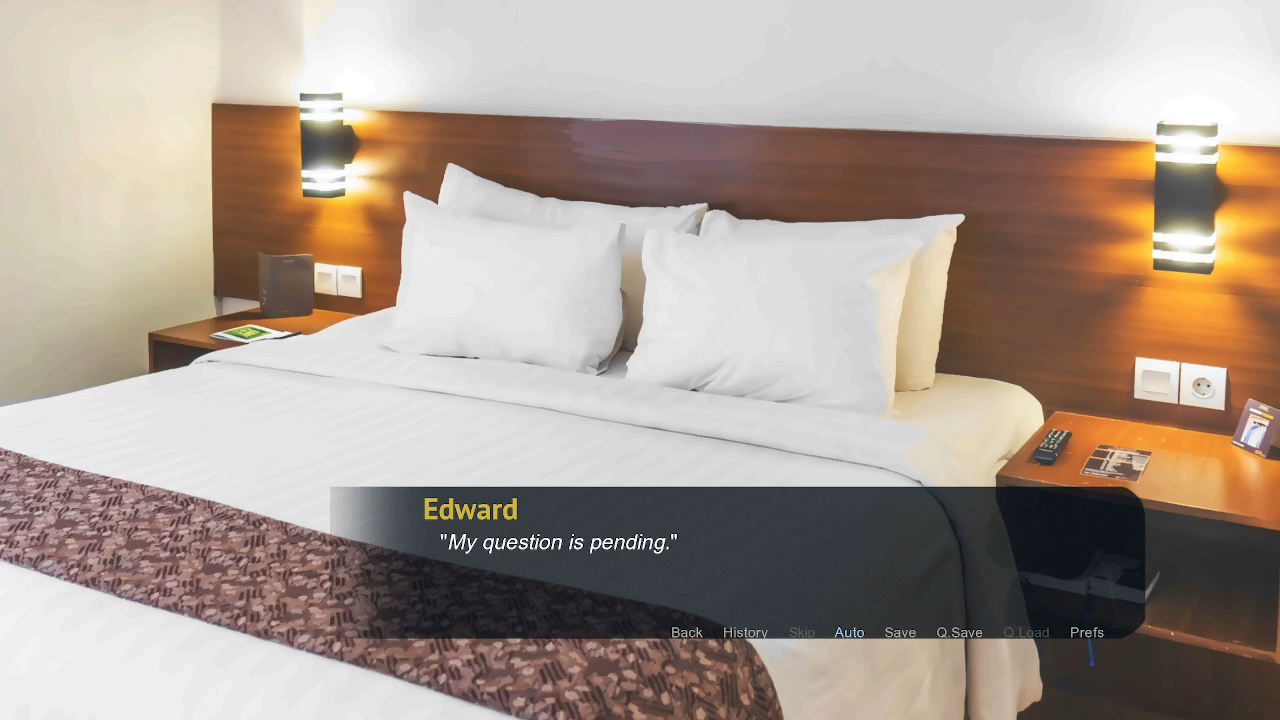 Edward
"My question is pending."
Back History Skip Auto Save Q.Save Q.Load Prefs